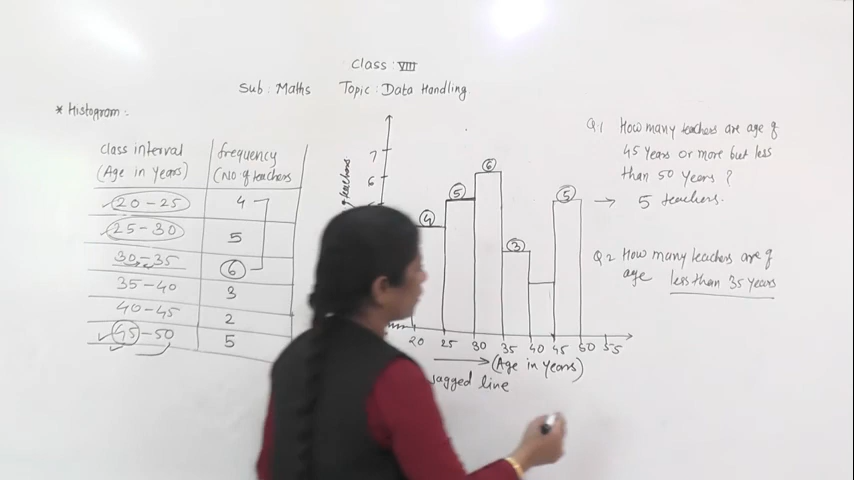 Class : VIII
Sub : Maths Topic : Data Handling
* Histogram :-
class interval frequency
(Age in years) (No of teachers
20 - 25 4
25 - 30 5
30 - 35 6
35 - 40 3
40 - 45 2
45 - 50 5
7
6
4 5 6 3 5
20 25 30 35 40 45 50 55
(Age in years)
Jagged line
Q.1 How many teachers are age of
45 years or more but less
than 50 years ?
→ 5 teachers.
Q.2 How many teachers are of
age less than 35 years